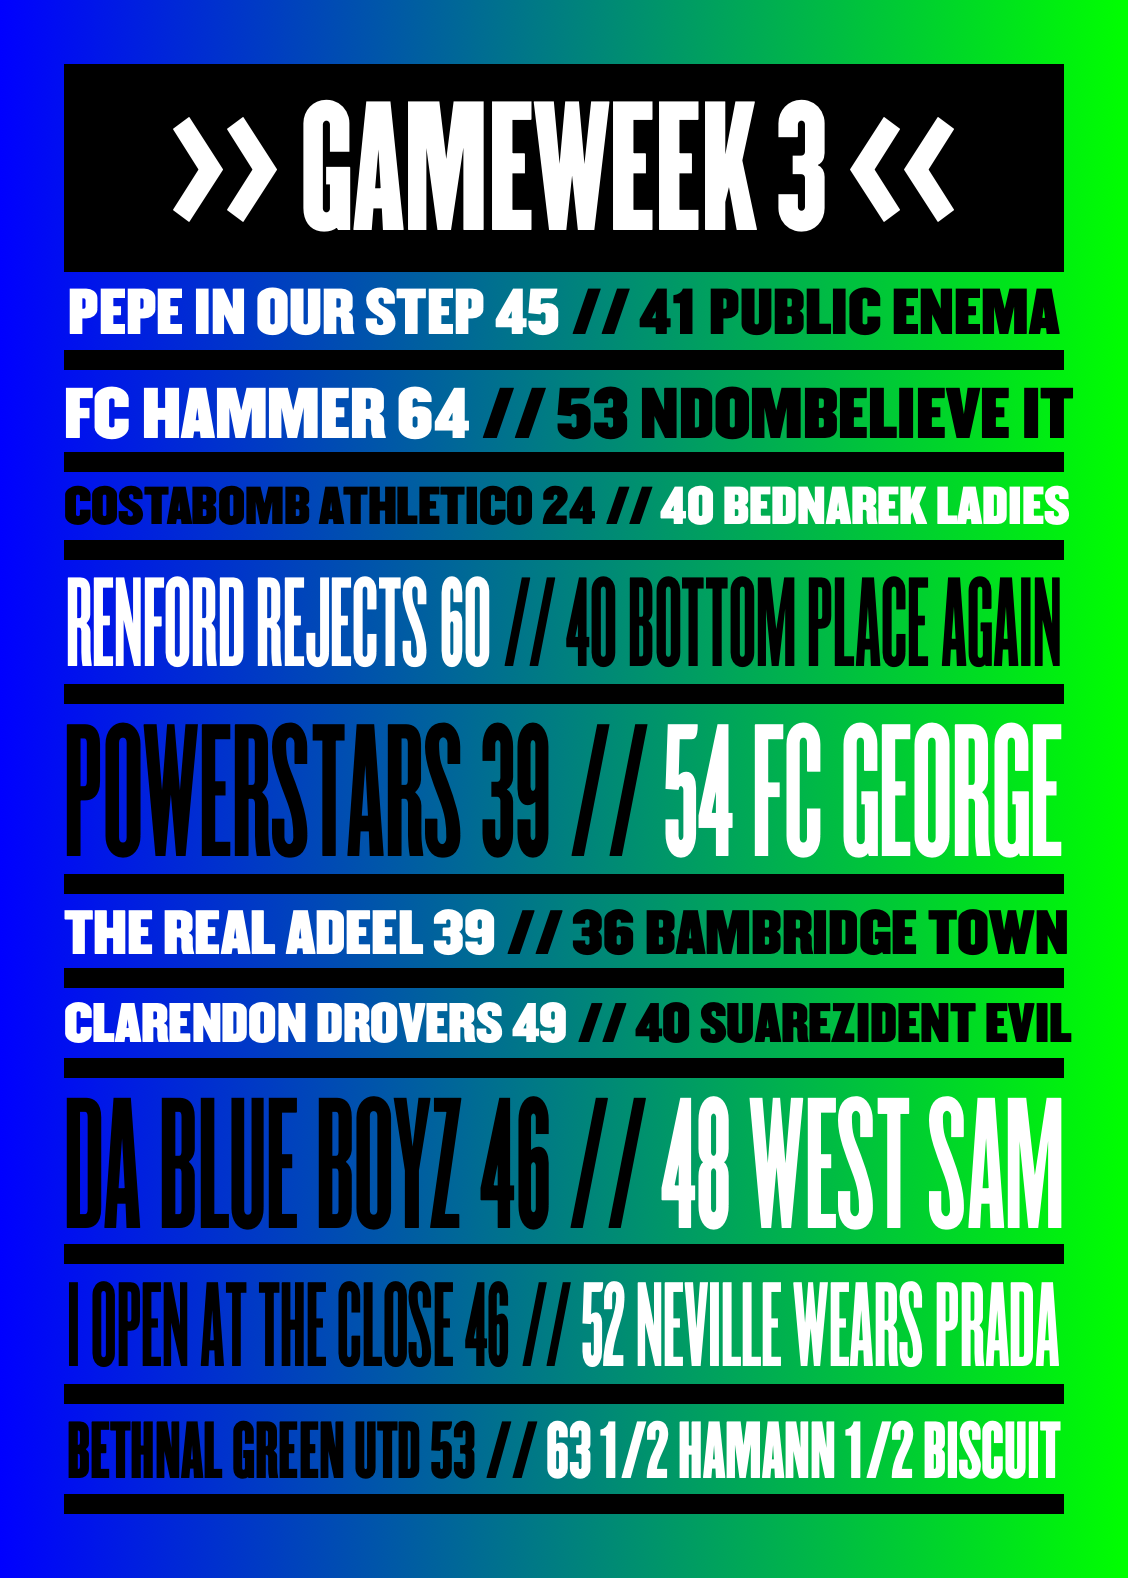 >> GAMEWEEK 3 <<
PEPE IN OUR STEP 45 // 41 PUBLIC ENEMA
FC HAMMER 64 // 53 NDOMBELIEVE IT
COSTABOMB ATHLETICO 24 // 40 BEDNAREK LADIES
RENFORD REJECTS 60 // 40 BOTTOM PLACE AGAIN
POWERSTARS 39 // 54 FC GEORGE
THE REAL ADEEL 39 // 36 BAMBRIDGE TOWN
CLARENDON DROVERS 49 // 40 SUAREZIDENT EVIL
DA BLUE BOYZ 46 // 48 WEST SAM
I OPEN AT THE CLOSE 46 // 52 NEVILLE WEARS PRADA
BETHNAL GREEN UTD 53 // 63 1/2 HAMANN 1/2 BISCUIT